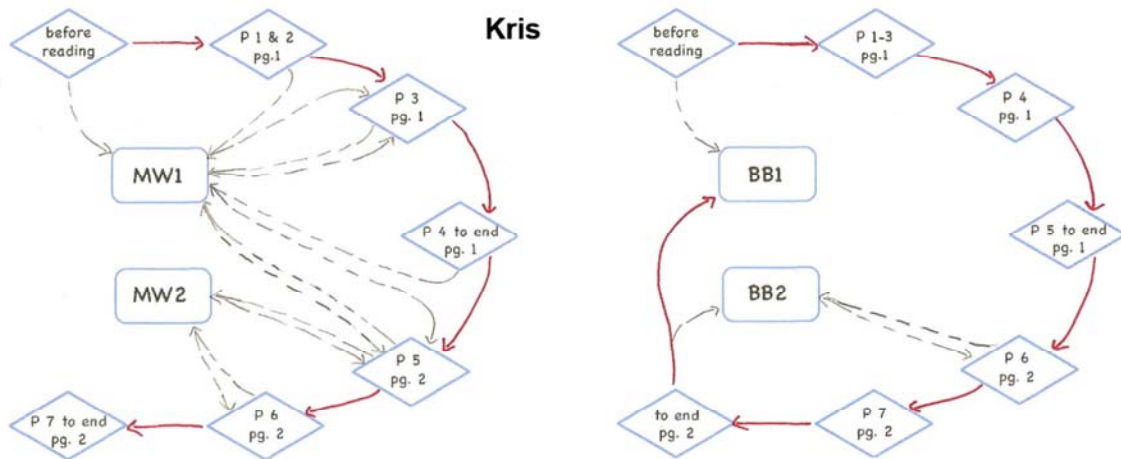 Kris
before
reading
P 1 & 2
pg.1
P 3
pg. 1
MW1
P 4 to end
pg. 1
MW2
P 5
pg. 2
P 6
pg. 2
P 7 to end
pg. 2
before
reading
P 1-3
pg.1
P 4
pg. 1
BB1
P 5 to end
pg. 1
BB2
P 6
pg. 2
P 7
pg. 2
to end
pg. 2